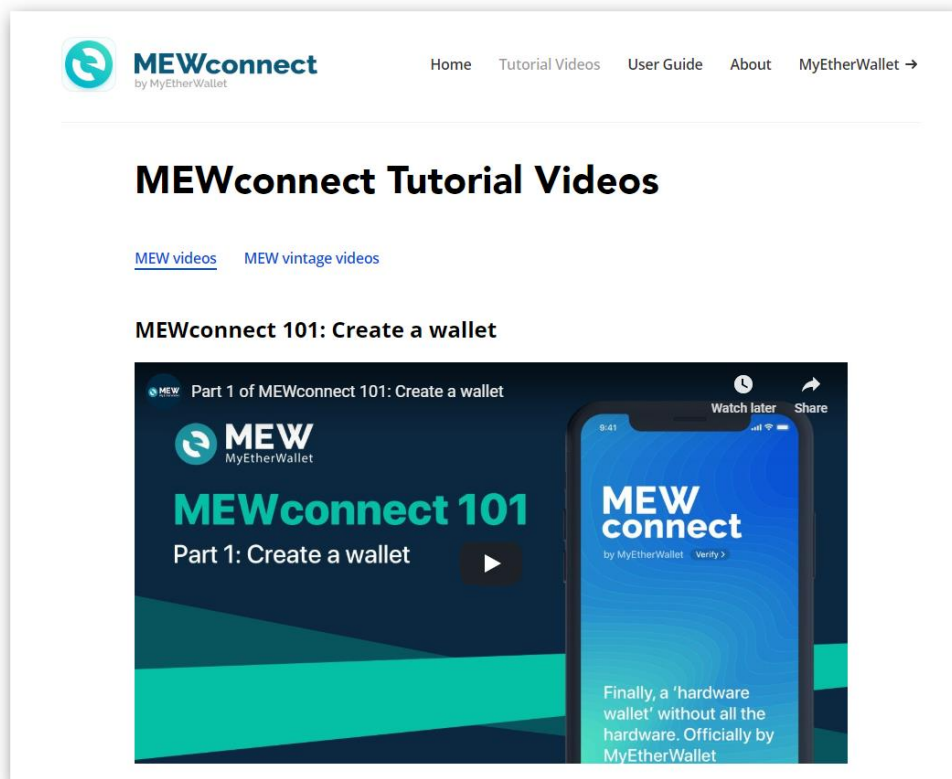 MEWconnect
by MyEtherWallet
Home Tutorial Videos User Guide About MyEtherWallet →
MEWconnect Tutorial Videos
MEW videos MEW vintage videos
MEWconnect 101: Create a wallet
MEW Part 1 of MEWconnect 101: Create a wallet
Watch later Share
MEW
MyEtherWallet
MEWconnect 101
Part 1: Create a wallet
9:41
MEW
connect
by MyEtherWallet Verify >
Finally, a ‘hardware
wallet’ without all the
hardware. Officially by
MyEtherWallet